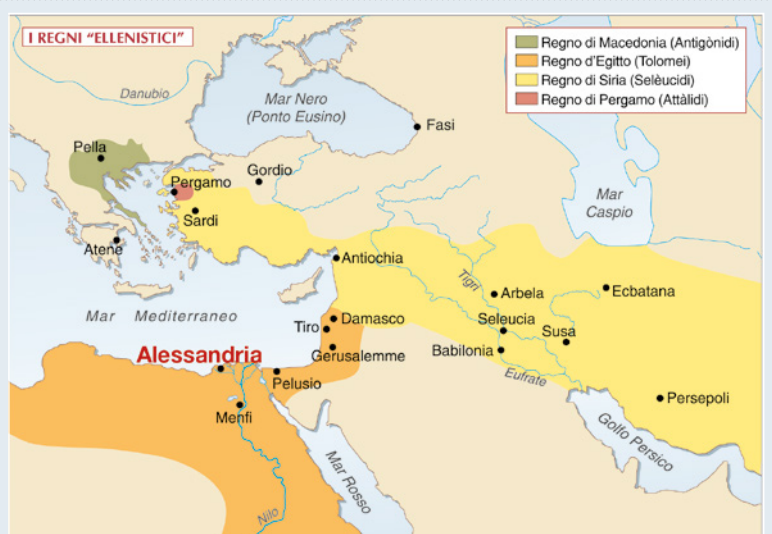 I REGNI “ELLENISTICI”
Regno di Macedonia (Antigònidi)
Regno d'Egitto (Tolomei)
Regno di Siria (Selèucidi)
Regno di Pergamo (Attàlidi)
Danubio
Mar Nero
(Ponto Eusino)
Fasi
Pella
Gordio
Pergamo
Mar
Caspio
Sardi
Atene
Antiochia
Tigri
Arbela
Ecbatana
Mar Mediterraneo
Damasco
Tiro
Seleucia
Susa
Alessandria
Gerusalemme
Babilonia
Pelusio
Eufrate
Persepoli
Menfi
Golfo Persico
Mar Rosso
Nilo